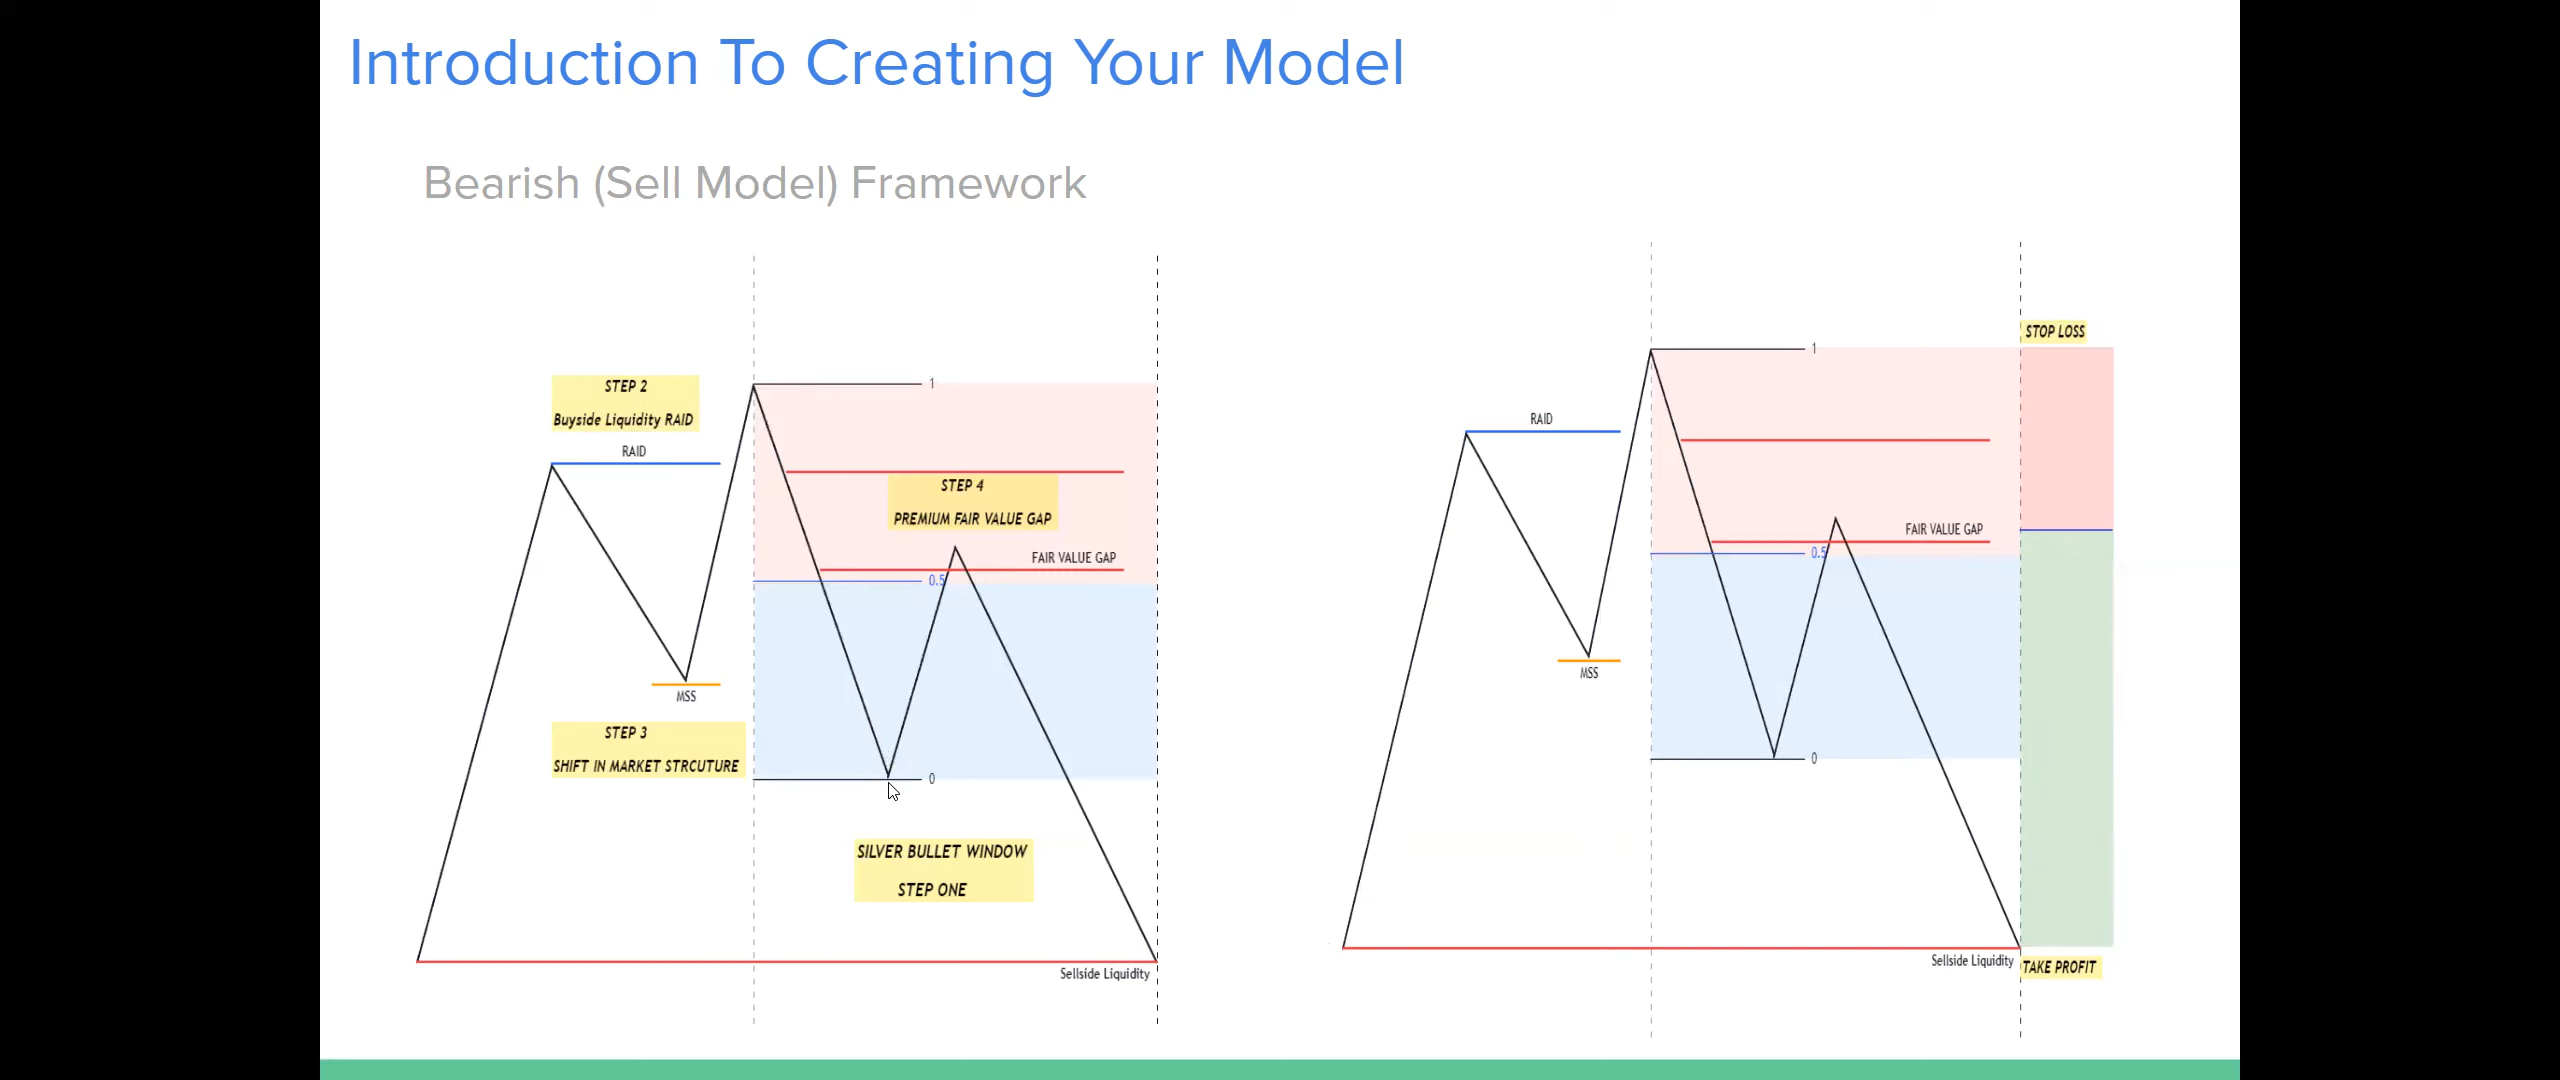 Introduction To Creating Your Model
Bearish (Sell Model) Framework
STEP 2
Buyside Liquidity RAID
RAID
MSS
STEP 3
SHIFT IN MARKET STRCUTURE
1
STEP 4
PREMIUM FAIR VALUE GAP
FAIR VALUE GAP
0.5
0
SILVER BULLET WINDOW
STEP ONE
Sellside Liquidity
STOP LOSS
1
RAID
FAIR VALUE GAP
0.5
MSS
0
Sellside Liquidity
TAKE PROFIT